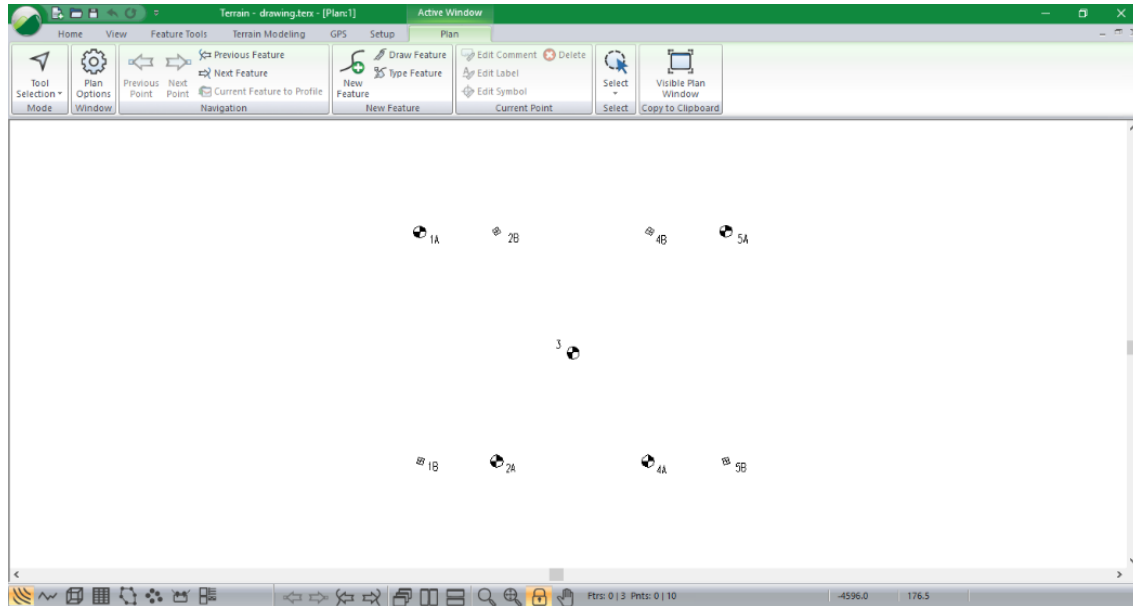 Terrain - drawing.terx - [Plan:1]
Active Window
Home View Feature Tools Terrain Modeling GPS Setup Plan
Tool Selection
Mode
Plan Options
Window
Previous Point
Next Point
Previous Feature
Next Feature
Current Feature to Profile
Navigation
New Feature
Draw Feature
Type Feature
New Feature
Edit Comment
Delete
Edit Label
Edit Symbol
Current Point
Select
Select
Visible Plan Window
Copy to Clipboard
1A
2B
4B
5A
3
1B
2A
4A
5B
Ftrs: 0 | 3 Pnts: 0 | 10
-4596.0
176.5